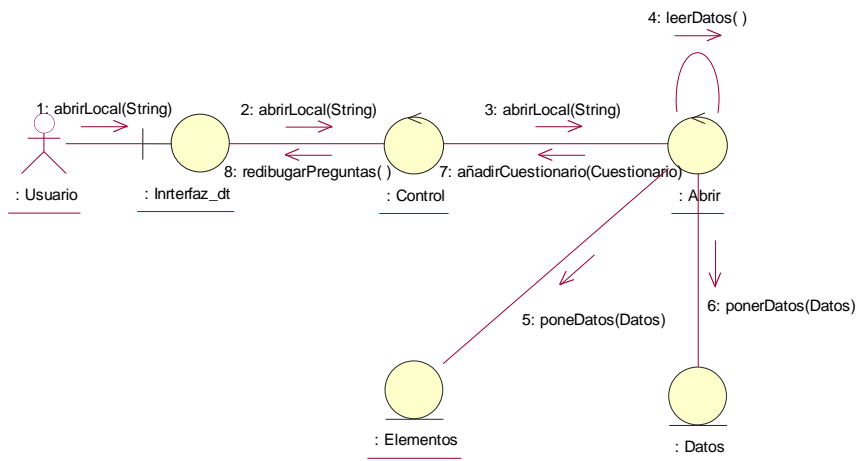 4: leerDatos( )
1: abrirLocal(String)
2: abrirLocal(String)
3: abrirLocal(String)
8: redibugarPreguntas( )
7: añadirCuestionario(Cuestionario)
: Usuario
: Inrterfaz_dt
: Control
: Abrir
5: poneDatos(Datos)
6: ponerDatos(Datos)
: Elementos
: Datos